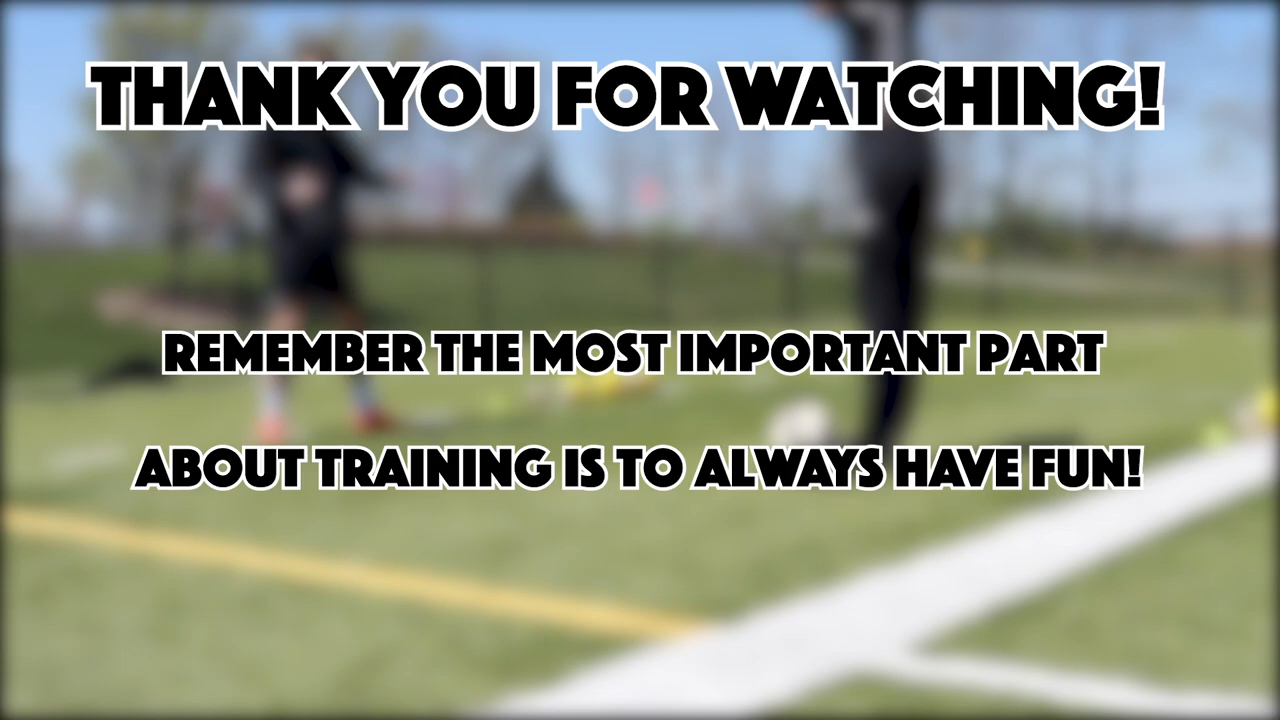 THANK YOU FOR WATCHING!
REMEMBER THE MOST IMPORTANT PART
ABOUT TRAINING IS TO ALWAYS HAVE FUN!